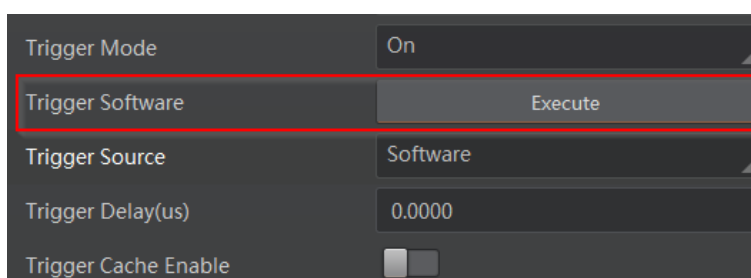 Trigger Mode On
Trigger Software Execute
Trigger Source Software
Trigger Delay(us) 0.0000
Trigger Cache Enable